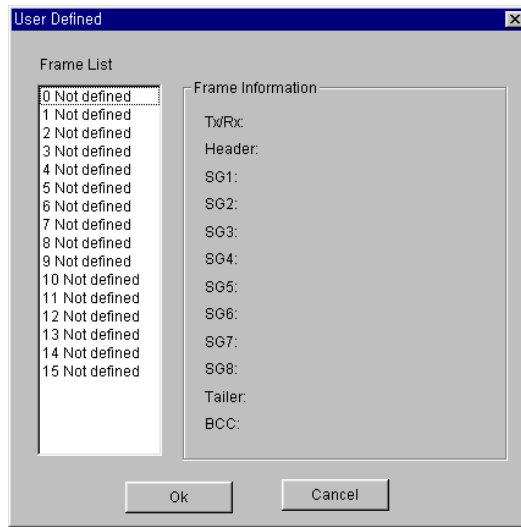 User Defined
Frame List
0 Not defined
1 Not defined
2 Not defined
3 Not defined
4 Not defined
5 Not defined
6 Not defined
7 Not defined
8 Not defined
9 Not defined
10 Not defined
11 Not defined
12 Not defined
13 Not defined
14 Not defined
15 Not defined
Frame Information
Tx/Rx:
Header:
SG1:
SG2:
SG3:
SG4:
SG5:
SG6:
SG7:
SG8:
Tailer:
BCC:
Ok
Cancel